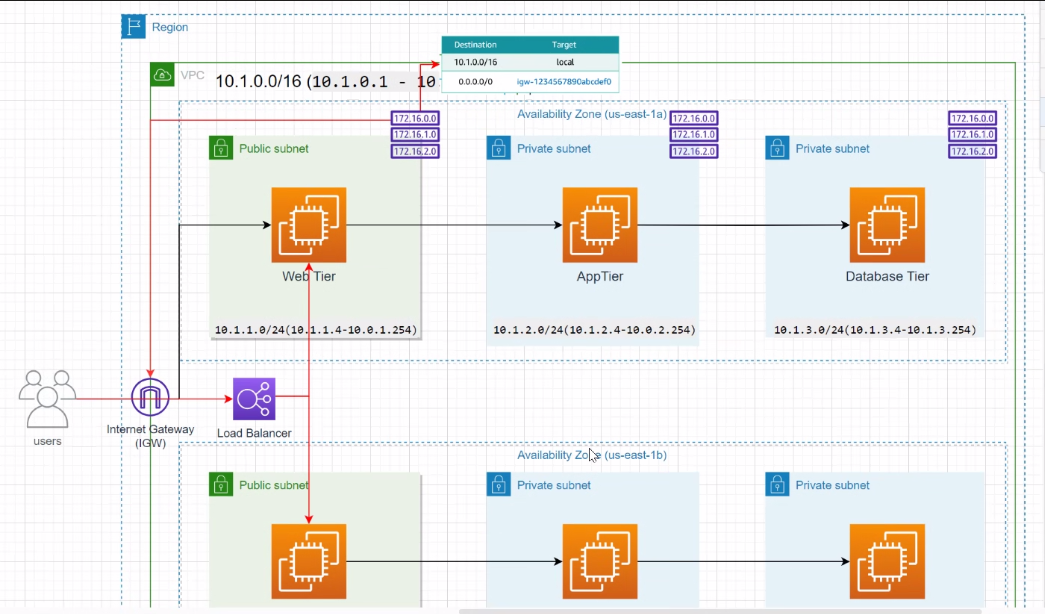 Region
Destination Target
10.1.0.0/16 local
0.0.0.0/0 igw-1234567890abcdef0
VPC
10.1.0.0/16 (10.1.0.1 - 10
Availability Zone (us-east-1a)
172.16.0.0
172.16.1.0
172.16.2.0
172.16.0.0
172.16.1.0
172.16.2.0
172.16.0.0
172.16.1.0
172.16.2.0
Public subnet
Private subnet
Private subnet
Web Tier
AppTier
Database Tier
10.1.1.0/24(10.1.1.4-10.0.1.254)
10.1.2.0/24(10.1.2.4-10.0.2.254)
10.1.3.0/24(10.1.3.4-10.1.3.254)
users
Internet Gateway
(IGW)
Load Balancer
Availability Zone (us-east-1b)
Public subnet
Private subnet
Private subnet